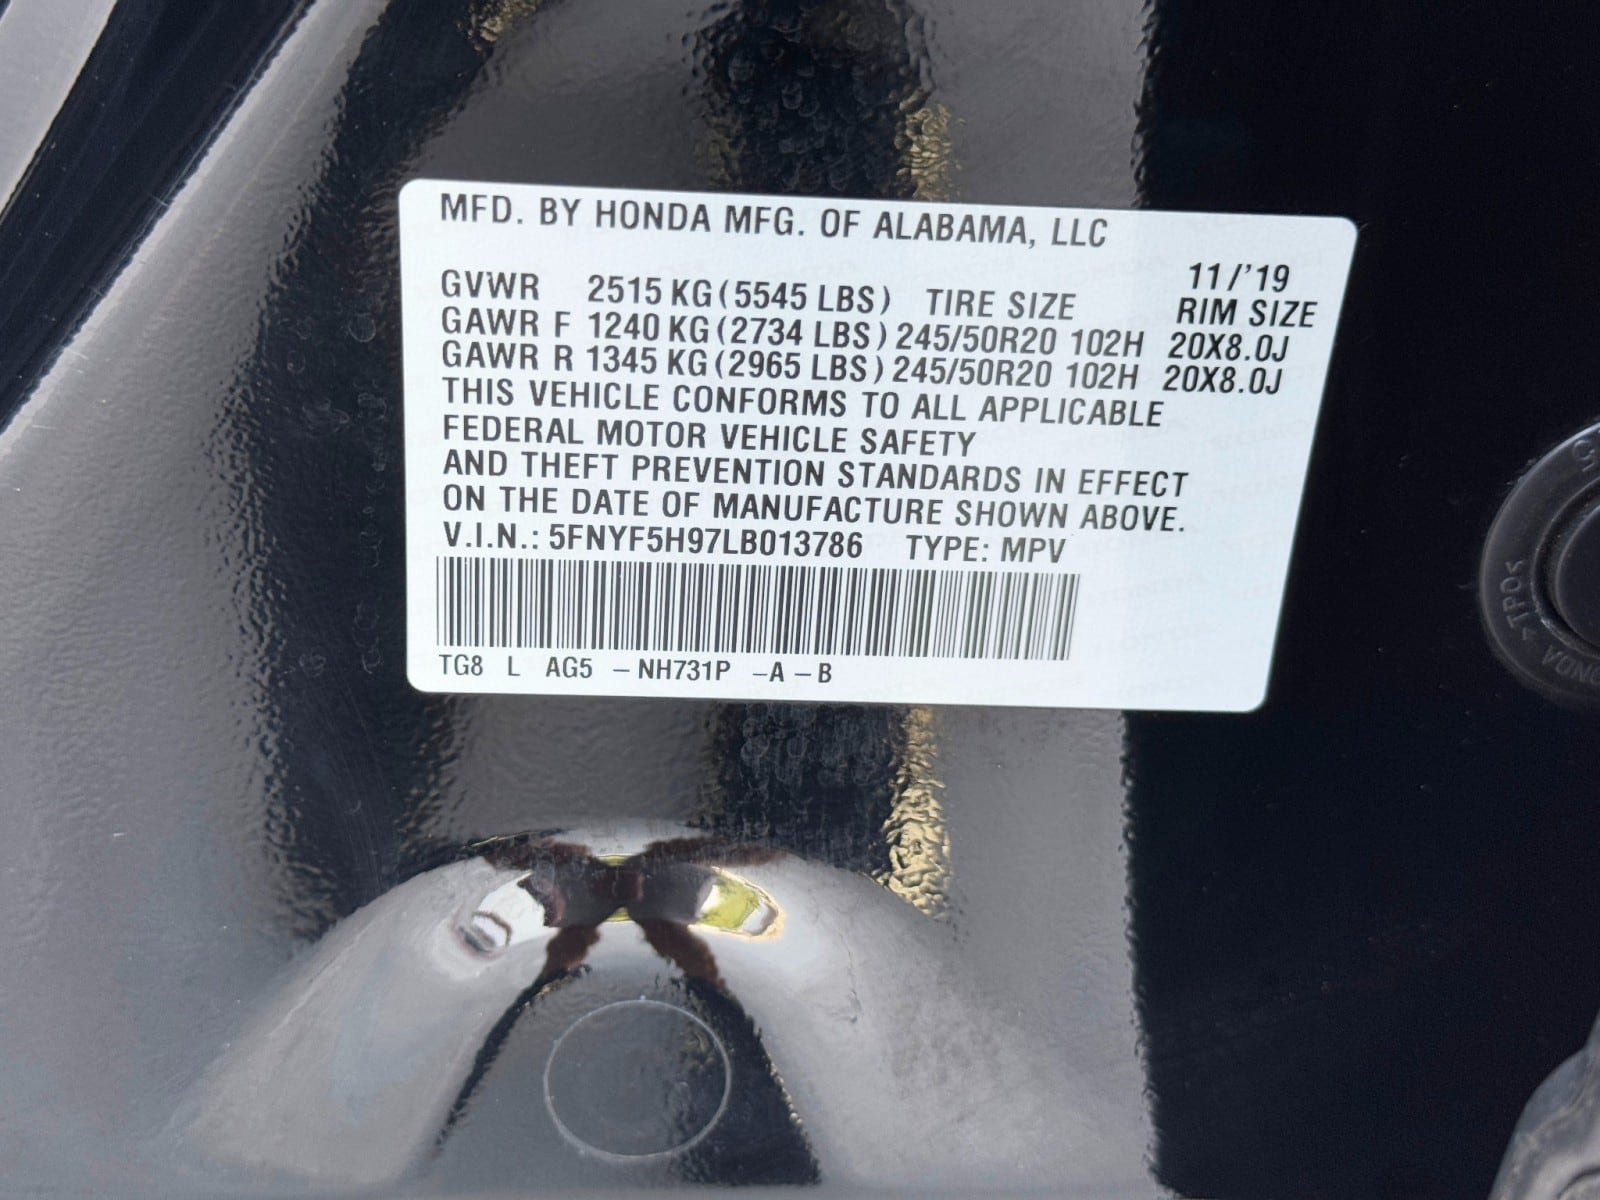 MFD. BY HONDA MFG. OF ALABAMA, LLC
11/'19
GVWR 2515 KG (5545 LBS) TIRE SIZE RIM SIZE
GAWR F 1240 KG (2734 LBS) 245/50R20 102H 20X8.0J
GAWR R 1345 KG (2965 LBS) 245/50R20 102H 20X8.0J
THIS VEHICLE CONFORMS TO ALL APPLICABLE
FEDERAL MOTOR VEHICLE SAFETY
AND THEFT PREVENTION STANDARDS IN EFFECT
ON THE DATE OF MANUFACTURE SHOWN ABOVE.
V.I.N.: 5FNYF5H97LB013786 TYPE: MPV
TG8 L AG5 – NH731P –A – B
>TPO<